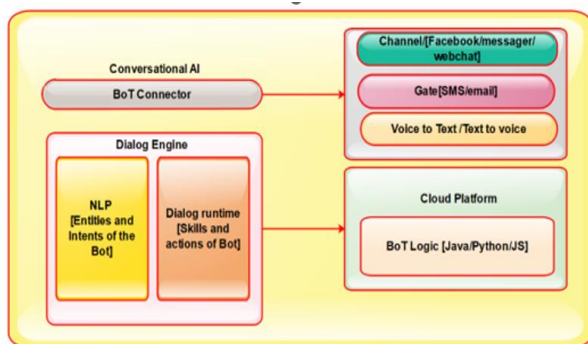 Conversational AI
BoT Connector
Channel/[Facebook/messager/
webchat]
Gate[SMS/email]
Voice to Text /Text to voice
Dialog Engine
NLP
[Entities and
Intents of the
Bot]
Dialog runtime
[Skills and
actions of Bot]
Cloud Platform
BoT Logic [Java/Python/JS]